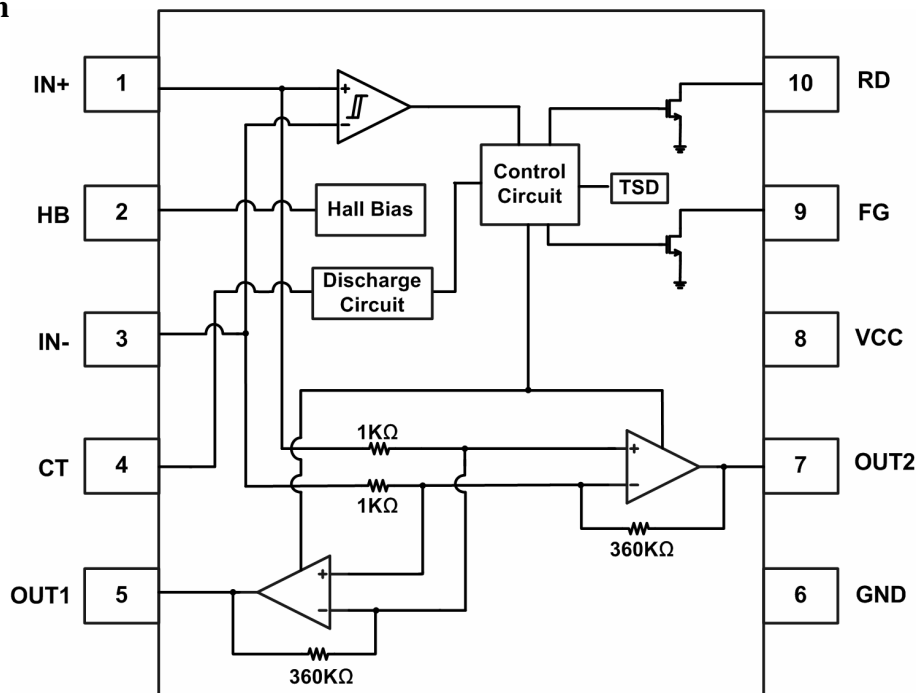 n
IN+ 1
10 RD
HB 2
Hall Bias
Control
Circuit
TSD
9 FG
Discharge
Circuit
IN- 3
8 VCC
CT 4
1KΩ
1KΩ
7 OUT2
360KΩ
OUT1 5
6 GND
360KΩ
+
−
+
−
+
−